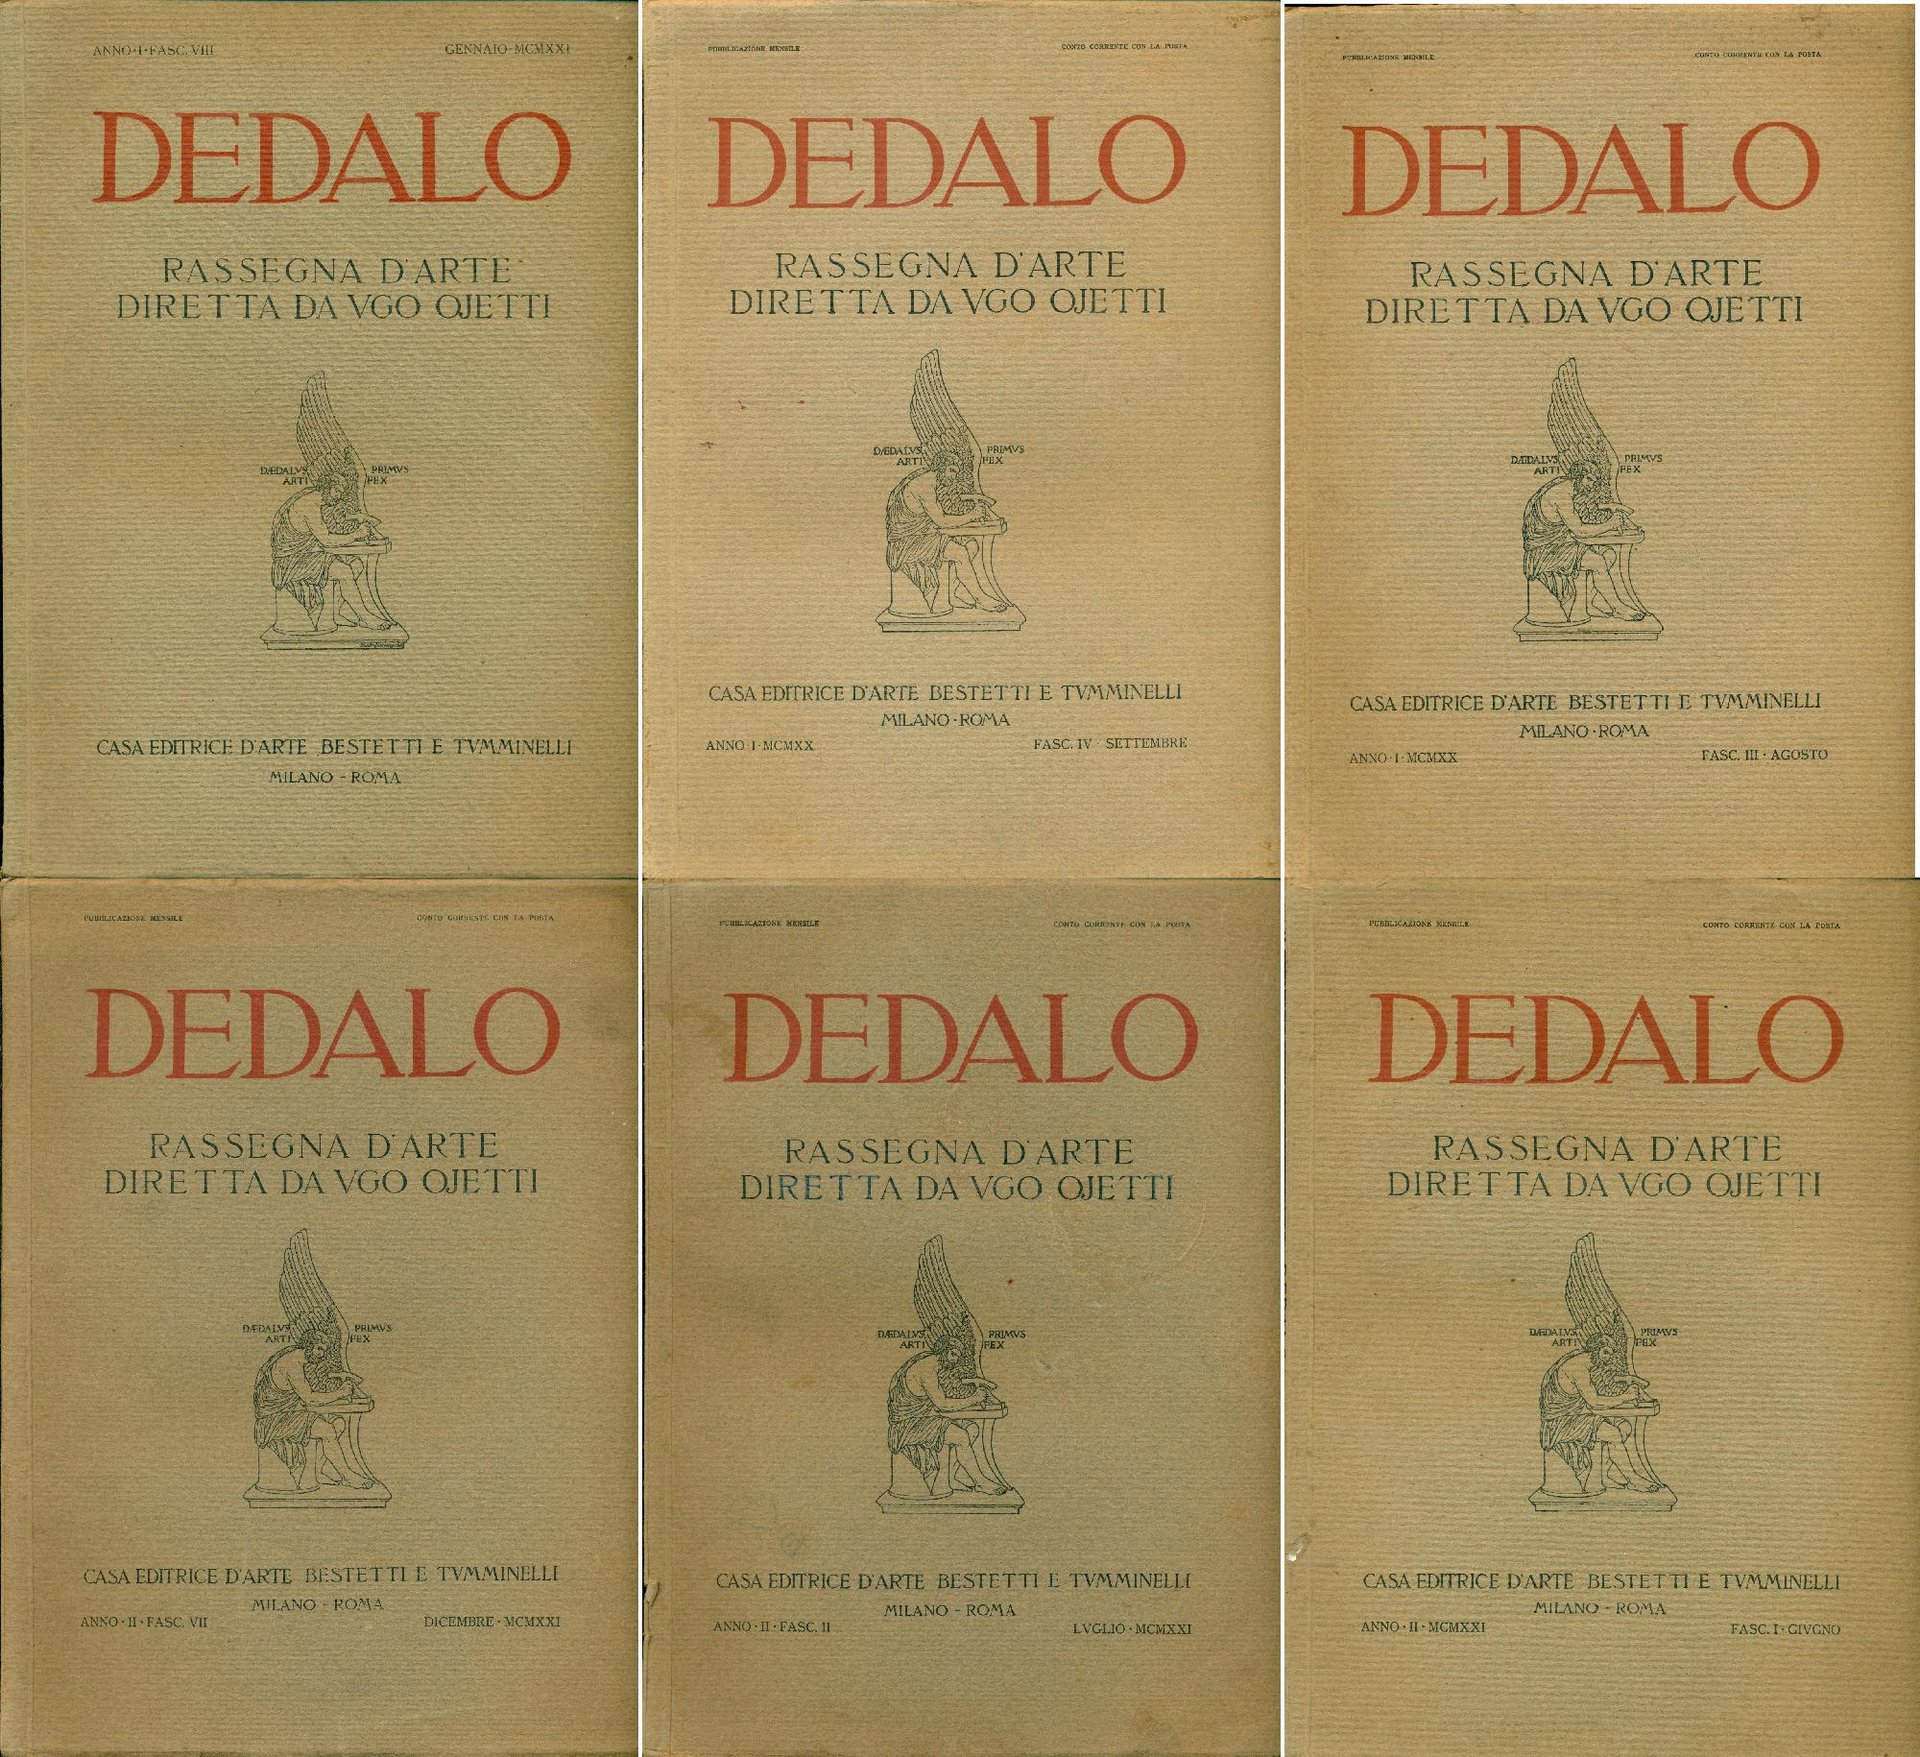 ANNO·I·FASC. VIII GENNAIO·MCMXXI
DEDALO
RASSEGNA D'ARTE
DIRETTA DA VGO OJETTI
DÆDALVS PRIMVS
ARTI FEX
CASA EDITRICE D'ARTE BESTETTI E TVMMINELLI
MILANO - ROMA
PUBBLICAZIONE MENSILE CONTO CORRENTE CON LA POSTA
DEDALO
RASSEGNA D'ARTE
DIRETTA DA VGO OJETTI
DÆDALVS PRIMVS
ARTI FEX
CASA EDITRICE D'ARTE BESTETTI E TVMMINELLI
MILANO·ROMA
ANNO·I·MCMXX FASC. IV · SETTEMBRE
PUBBLICAZIONE MENSILE CONTO CORRENTE CON LA POSTA
DEDALO
RASSEGNA D'ARTE
DIRETTA DA VGO OJETTI
DÆDALVS PRIMVS
ARTI FEX
CASA EDITRICE D'ARTE BESTETTI E TVMMINELLI
MILANO·ROMA
ANNO·I·MCMXX FASC. III · AGOSTO
PUBBLICAZIONE MENSILE CONTO CORRENTE CON LA POSTA
DEDALO
RASSEGNA D'ARTE
DIRETTA DA VGO OJETTI
DÆDALVS PRIMVS
ARTI FEX
CASA EDITRICE D'ARTE BESTETTI E TVMMINELLI
MILANO - ROMA
ANNO·II·FASC. VII DICEMBRE·MCMXXI
PUBBLICAZIONE MENSILE CONTO CORRENTE CON LA POSTA
DEDALO
RASSEGNA D'ARTE
DIRETTA DA VGO OJETTI
DÆDALVS PRIMVS
ARTI FEX
CASA EDITRICE D'ARTE BESTETTI E TVMMINELLI
MILANO - ROMA
ANNO·II·FASC. II LVGLIO·MCMXXI
PUBBLICAZIONE MENSILE CONTO CORRENTE CON LA POSTA
DEDALO
RASSEGNA D'ARTE
DIRETTA DA VGO OJETTI
DÆDALVS PRIMVS
ARTI FEX
CASA EDITRICE D'ARTE BESTETTI E TVMMINELLI
MILANO - ROMA
ANNO·II·MCMXXI FASC. I·GIVGNO